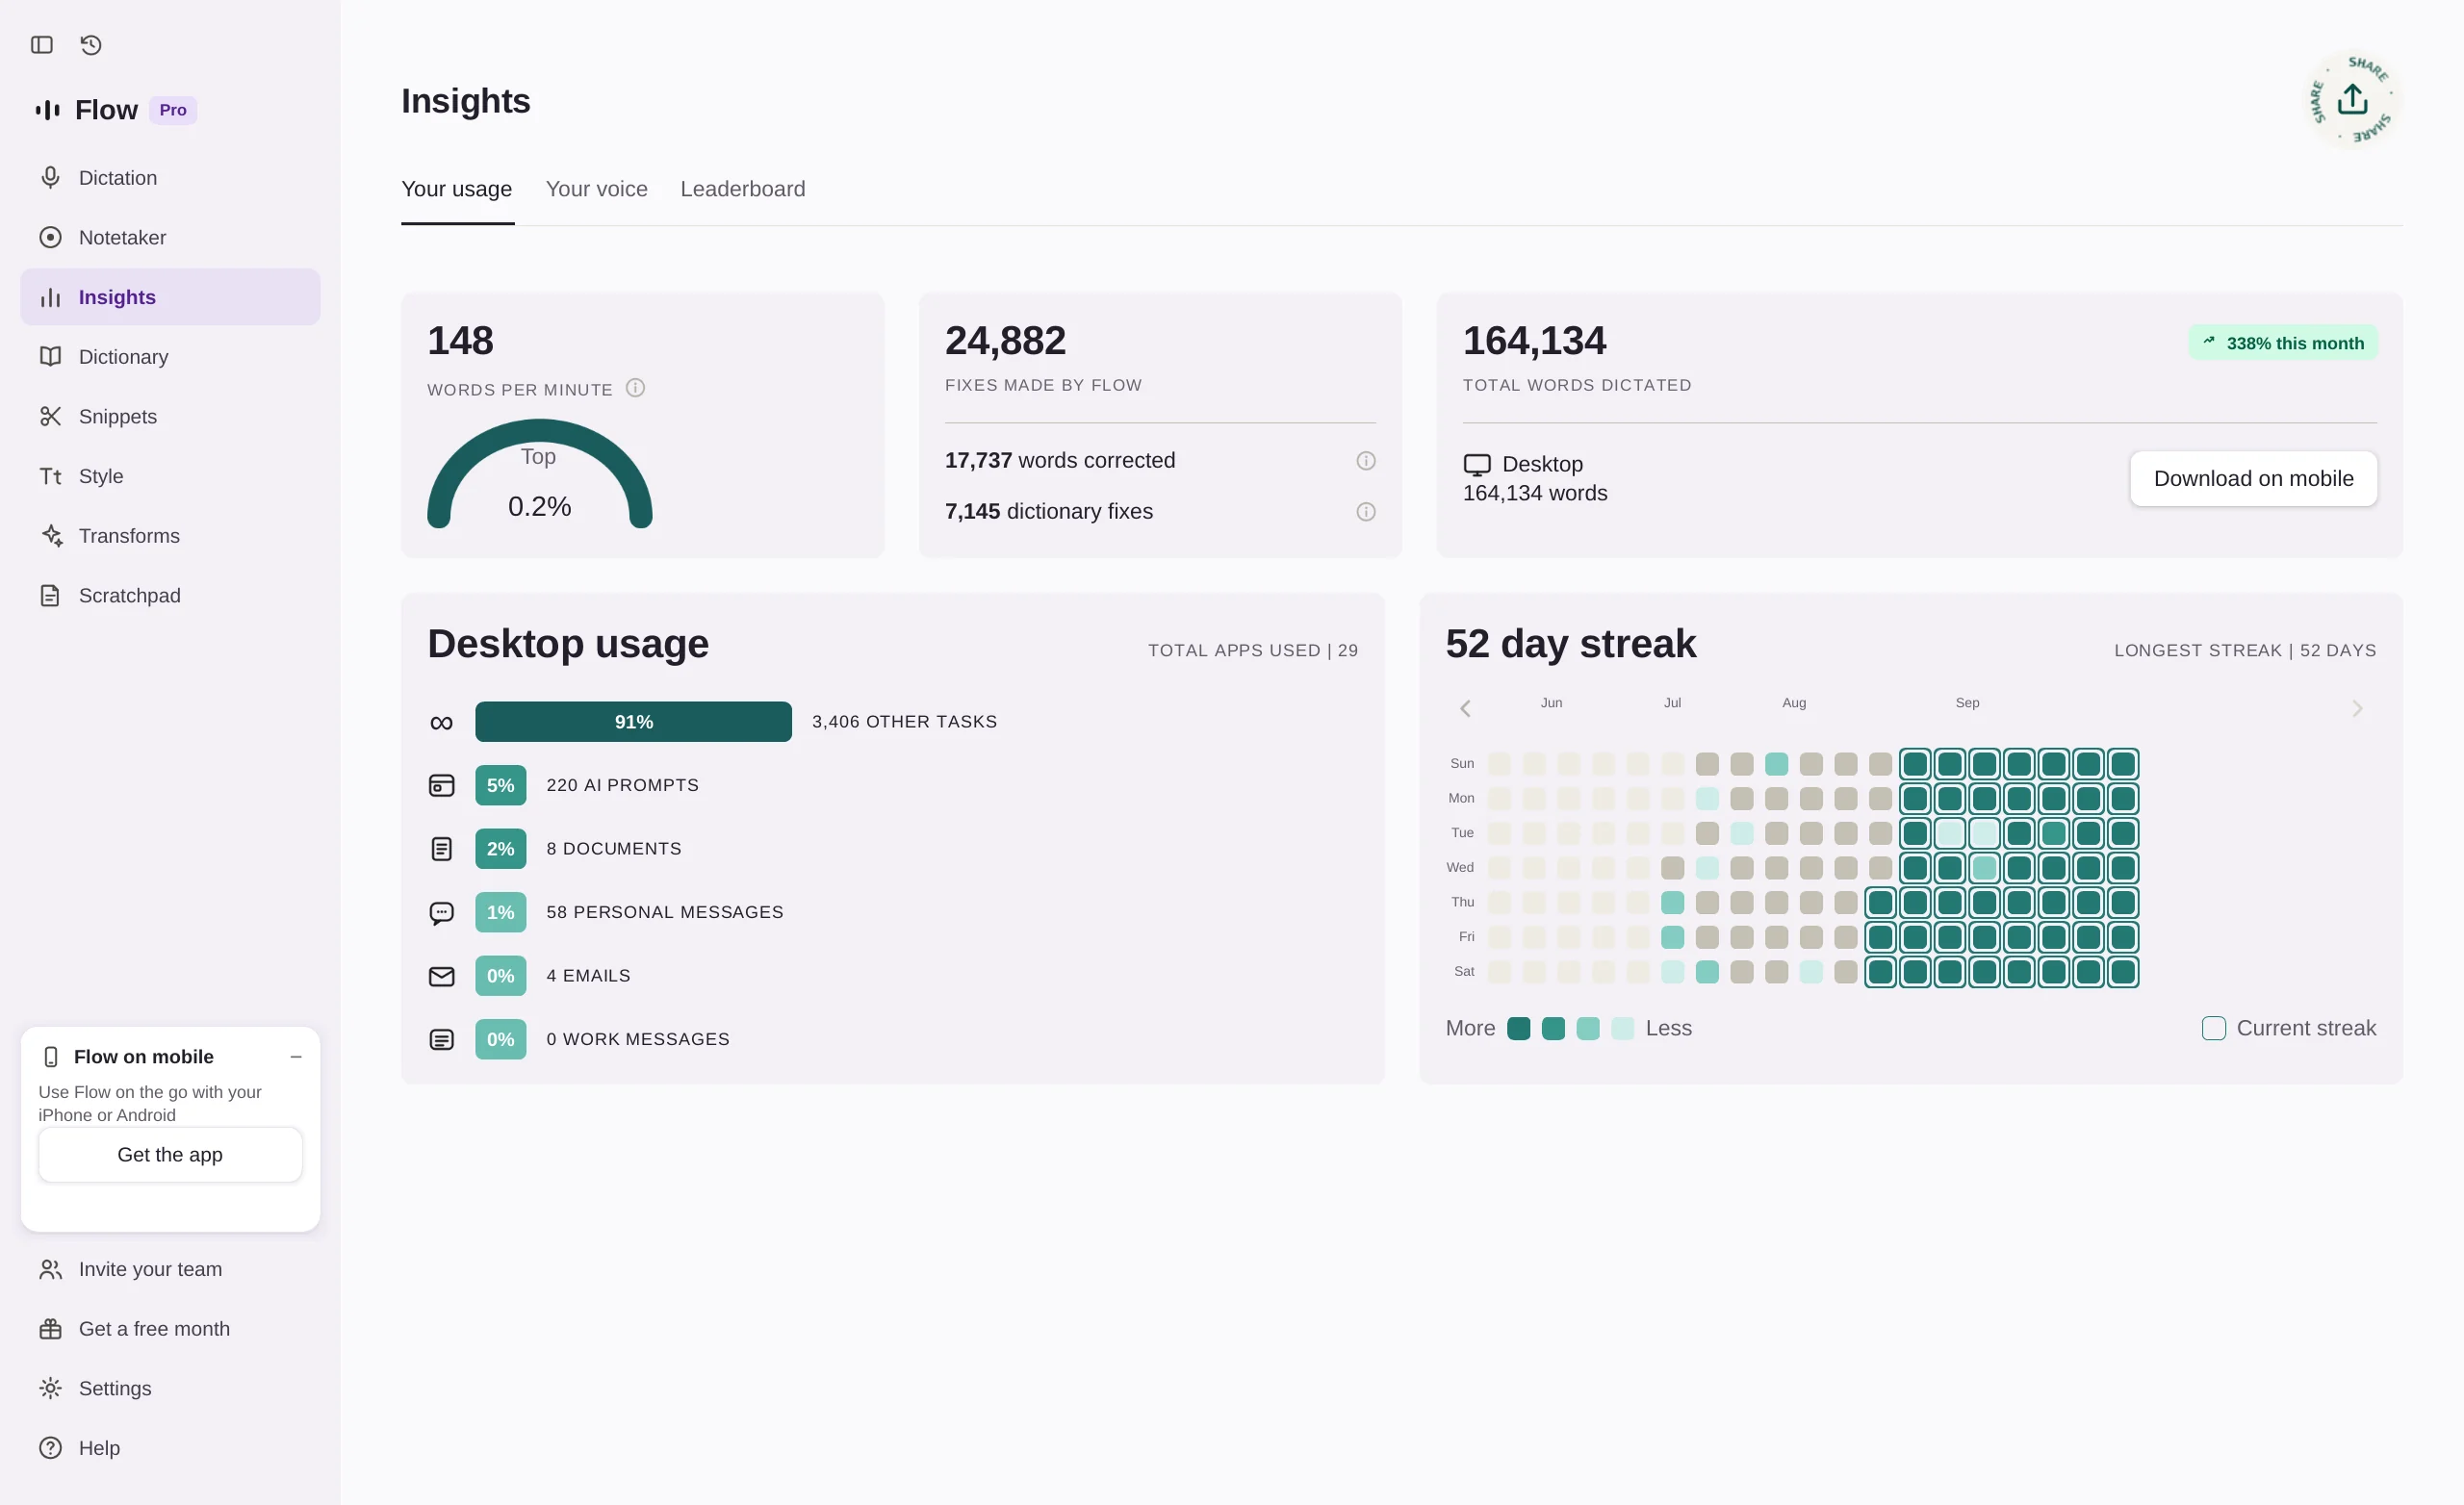 Flow Pro
Dictation
Notetaker
Insights
Dictionary
Snippets
Style
Transforms
Scratchpad
Flow on mobile
Use Flow on the go with your
iPhone or Android
Get the app
Invite your team
Get a free month
Settings
Help
Insights
SHARE · SHARE · SHARE ·
Your usage
Your voice
Leaderboard
148
WORDS PER MINUTE
Top
0.2%
24,882
FIXES MADE BY FLOW
17,737 words corrected
7,145 dictionary fixes
164,134
338% this month
TOTAL WORDS DICTATED
Desktop
164,134 words
Download on mobile
Desktop usage
TOTAL APPS USED | 29
91% 3,406 OTHER TASKS
5% 220 AI PROMPTS
2% 8 DOCUMENTS
1% 58 PERSONAL MESSAGES
0% 4 EMAILS
0% 0 WORK MESSAGES
52 day streak
LONGEST STREAK | 52 DAYS
Jun Jul Aug Sep
Sun
Mon
Tue
Wed
Thu
Fri
Sat
More Less
Current streak